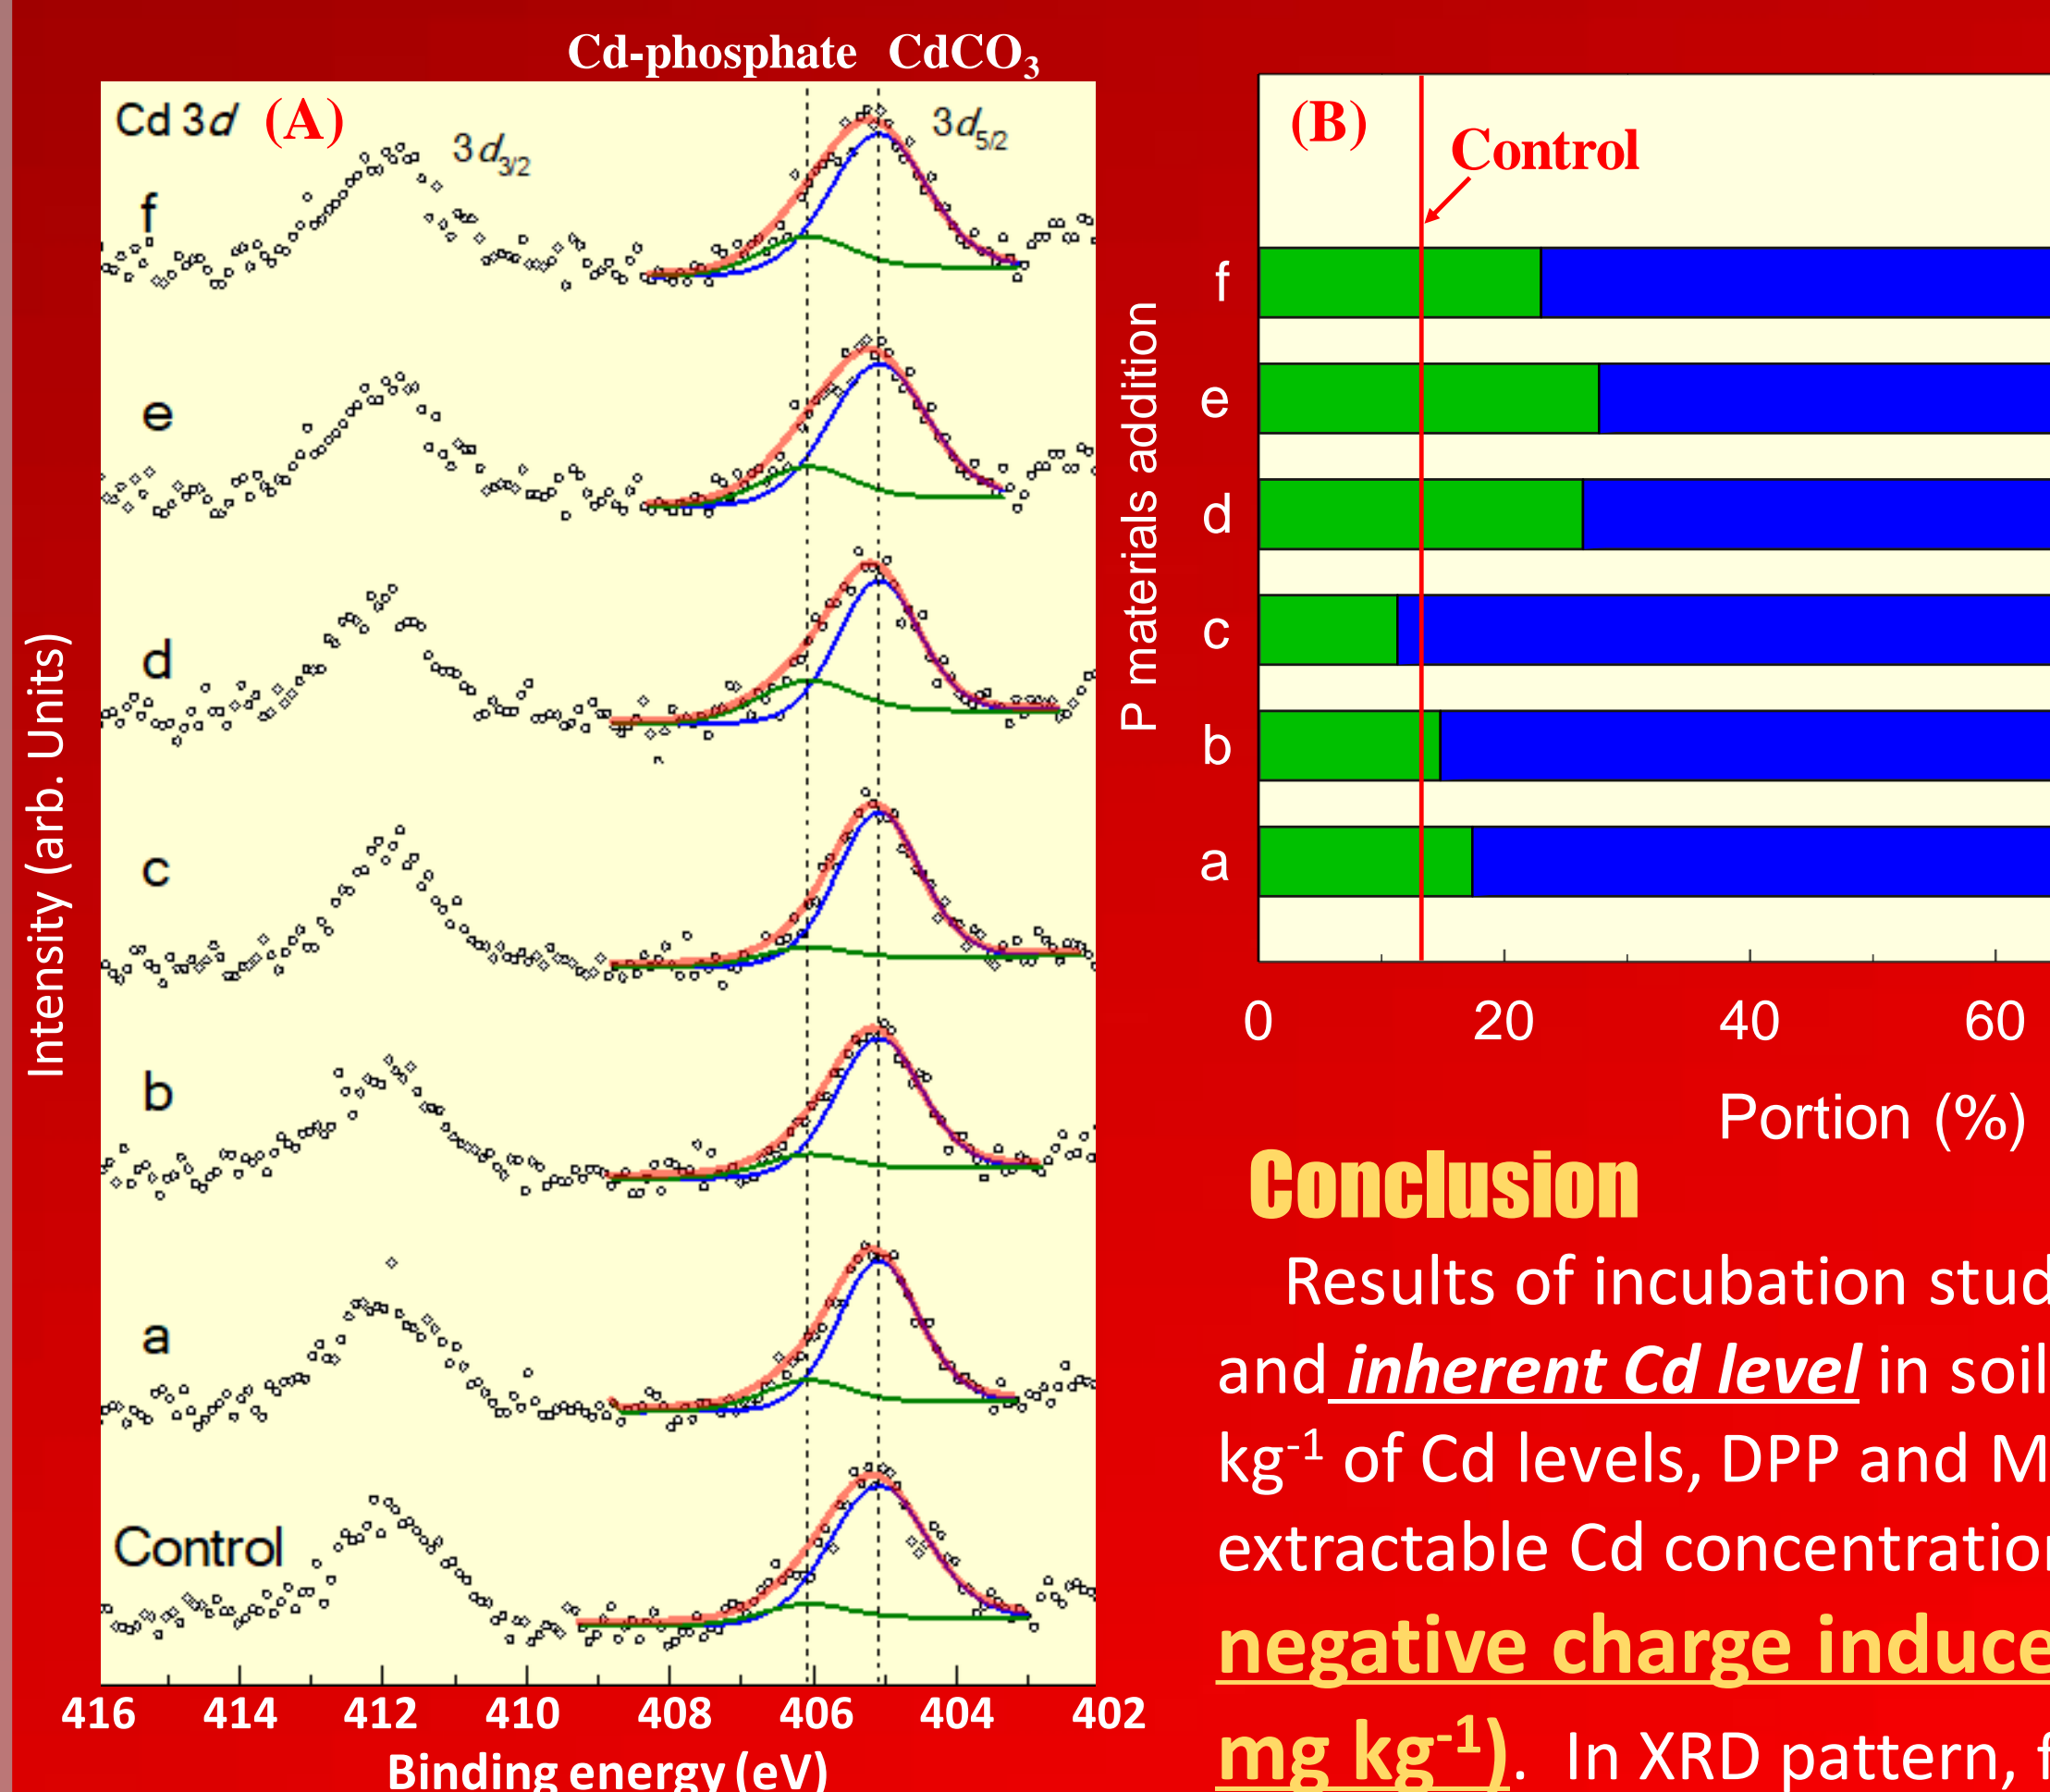 Cd-phosphate CdCO₃
Cd 3d (A)
3d3/2
3d5/2
f
e
d
c
b
a
Control
Intensity (arb. Units)
416 414 412 410 408 406 404 402
Binding energy (eV)
(B)
Control
P materials addition
f
e
d
c
b
a
0 20 40 60
Portion (%)
Conclusion
Results of incubation stud
and inherent Cd level in soil
kg⁻¹ of Cd levels, DPP and M
extractable Cd concentration
negative charge induce
mg kg⁻¹). In XRD pattern, f